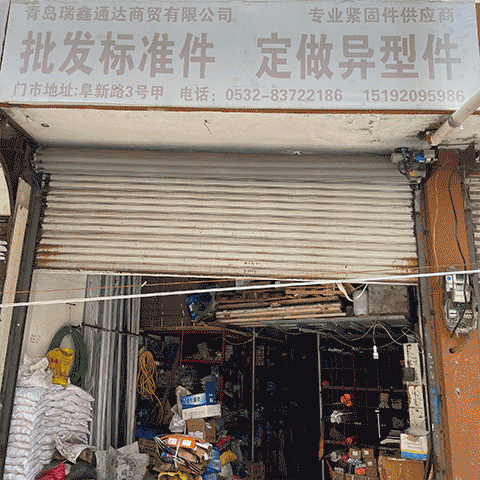 青岛瑞鑫通达商贸有限公司 专业紧固件供应商
批发标准件 定做异型件
门市地址:阜新路3号甲 电话: 0532-83722186 15192095986